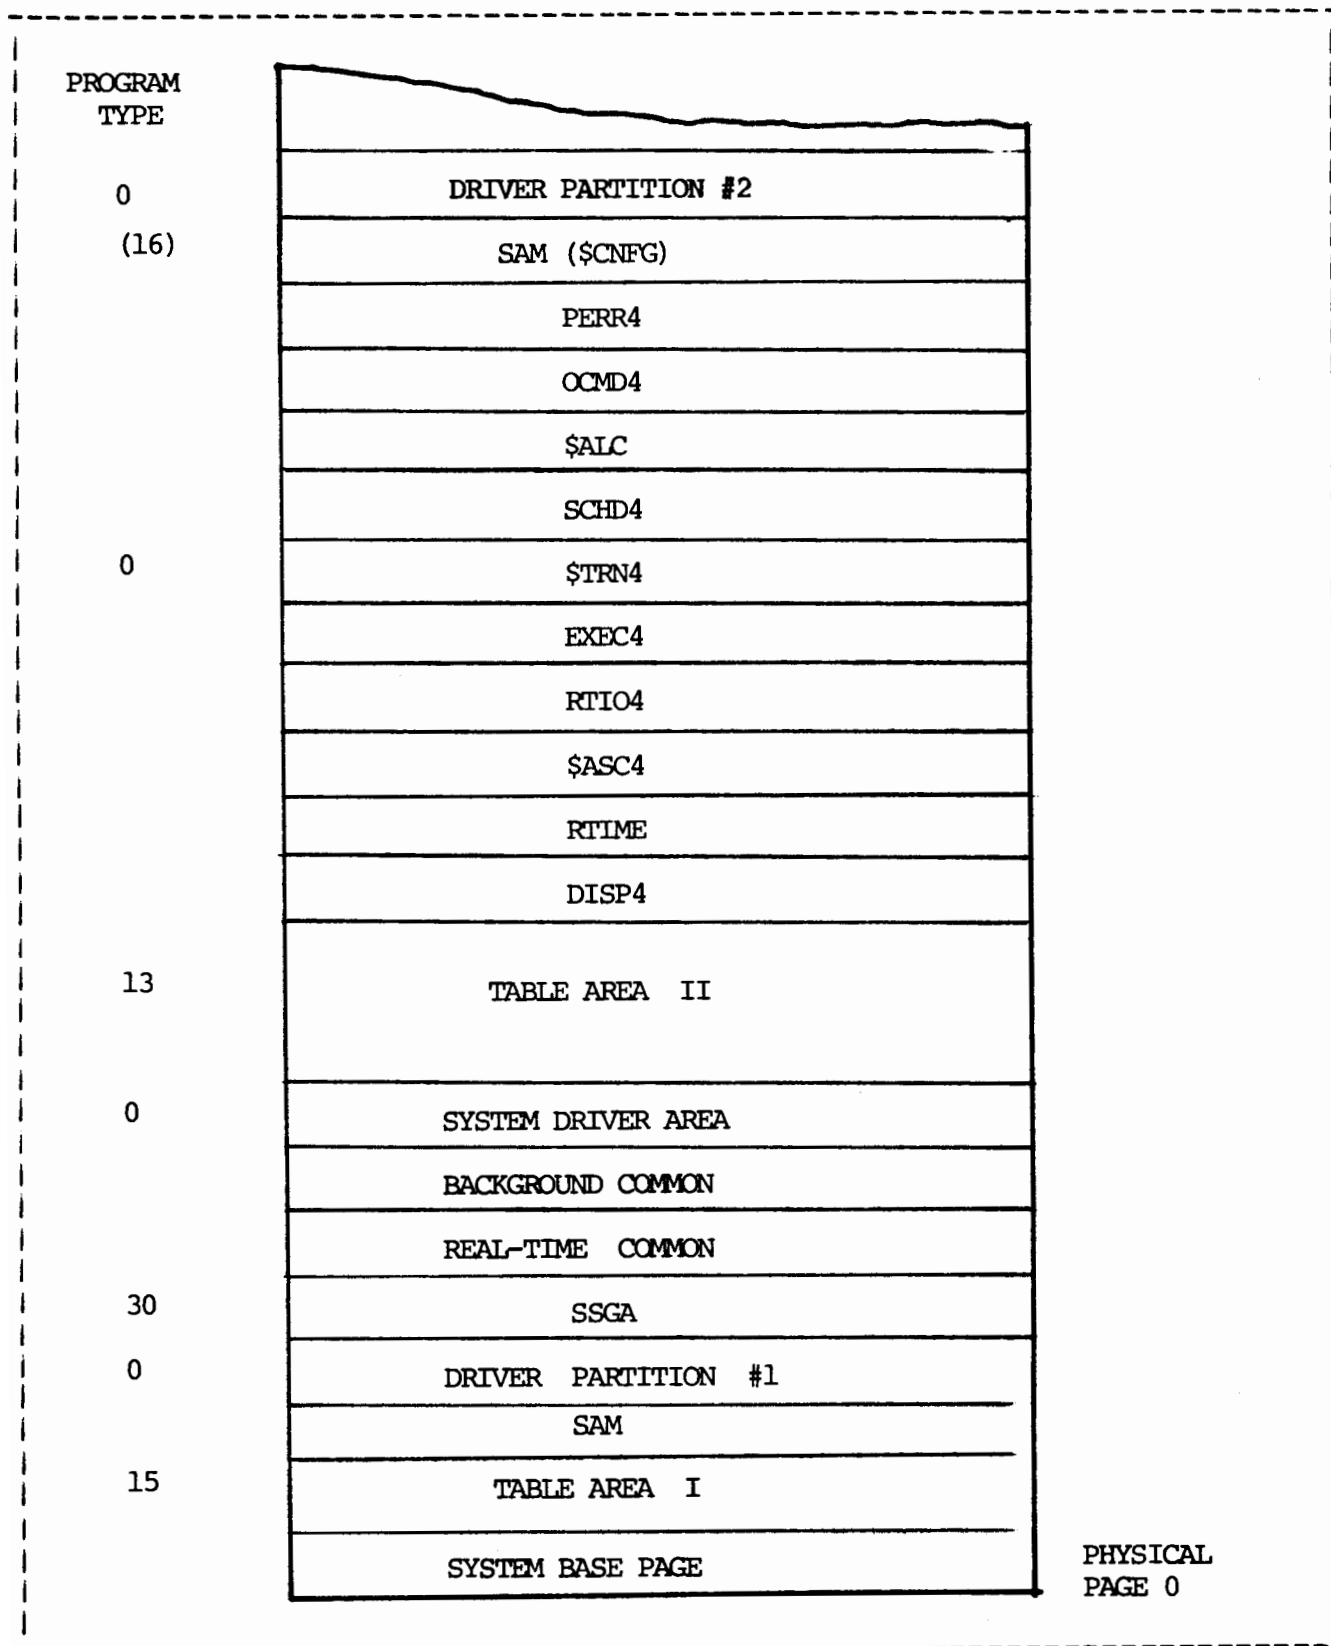 PROGRAM
TYPE
0 DRIVER PARTITION #2
(16) SAM ($CNFG)
PERR4
OCMD4
$ALC
SCHD4
0 $TRN4
EXEC4
RTIO4
$ASC4
RTIME
DISP4
13 TABLE AREA II
0 SYSTEM DRIVER AREA
BACKGROUND COMMON
REAL-TIME COMMON
30 SSGA
0 DRIVER PARTITION #1
SAM
15 TABLE AREA I
SYSTEM BASE PAGE
PHYSICAL
PAGE 0